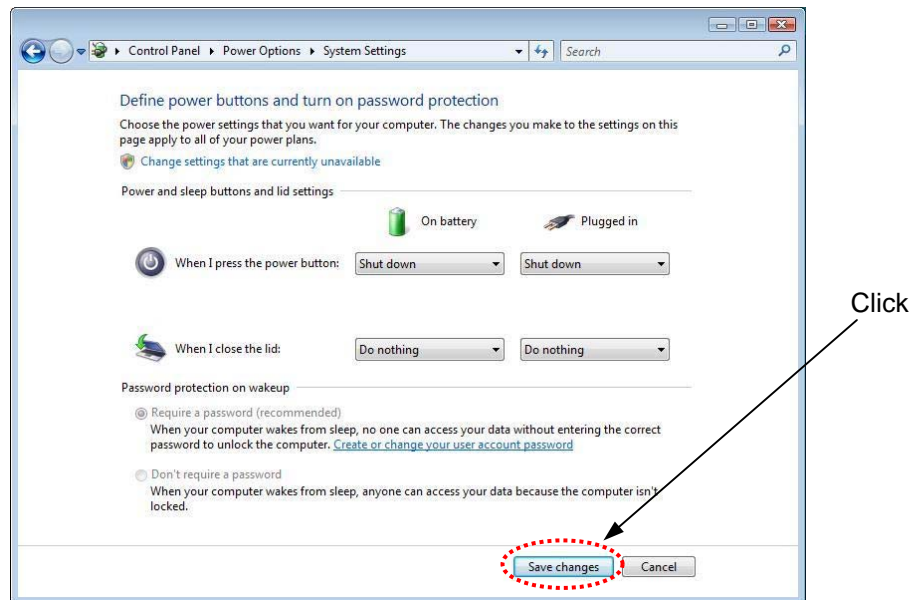 Control Panel ▸ Power Options ▸ System Settings
Search
Define power buttons and turn on password protection
Choose the power settings that you want for your computer. The changes you make to the settings on this
page apply to all of your power plans.
Change settings that are currently unavailable
Power and sleep buttons and lid settings
On battery Plugged in
When I press the power button: Shut down Shut down
Click
When I close the lid: Do nothing Do nothing
Password protection on wakeup
Require a password (recommended)
When your computer wakes from sleep, no one can access your data without entering the correct
password to unlock the computer. Create or change your user account password
Don't require a password
When your computer wakes from sleep, anyone can access your data because the computer isn't
locked.
Save changes Cancel